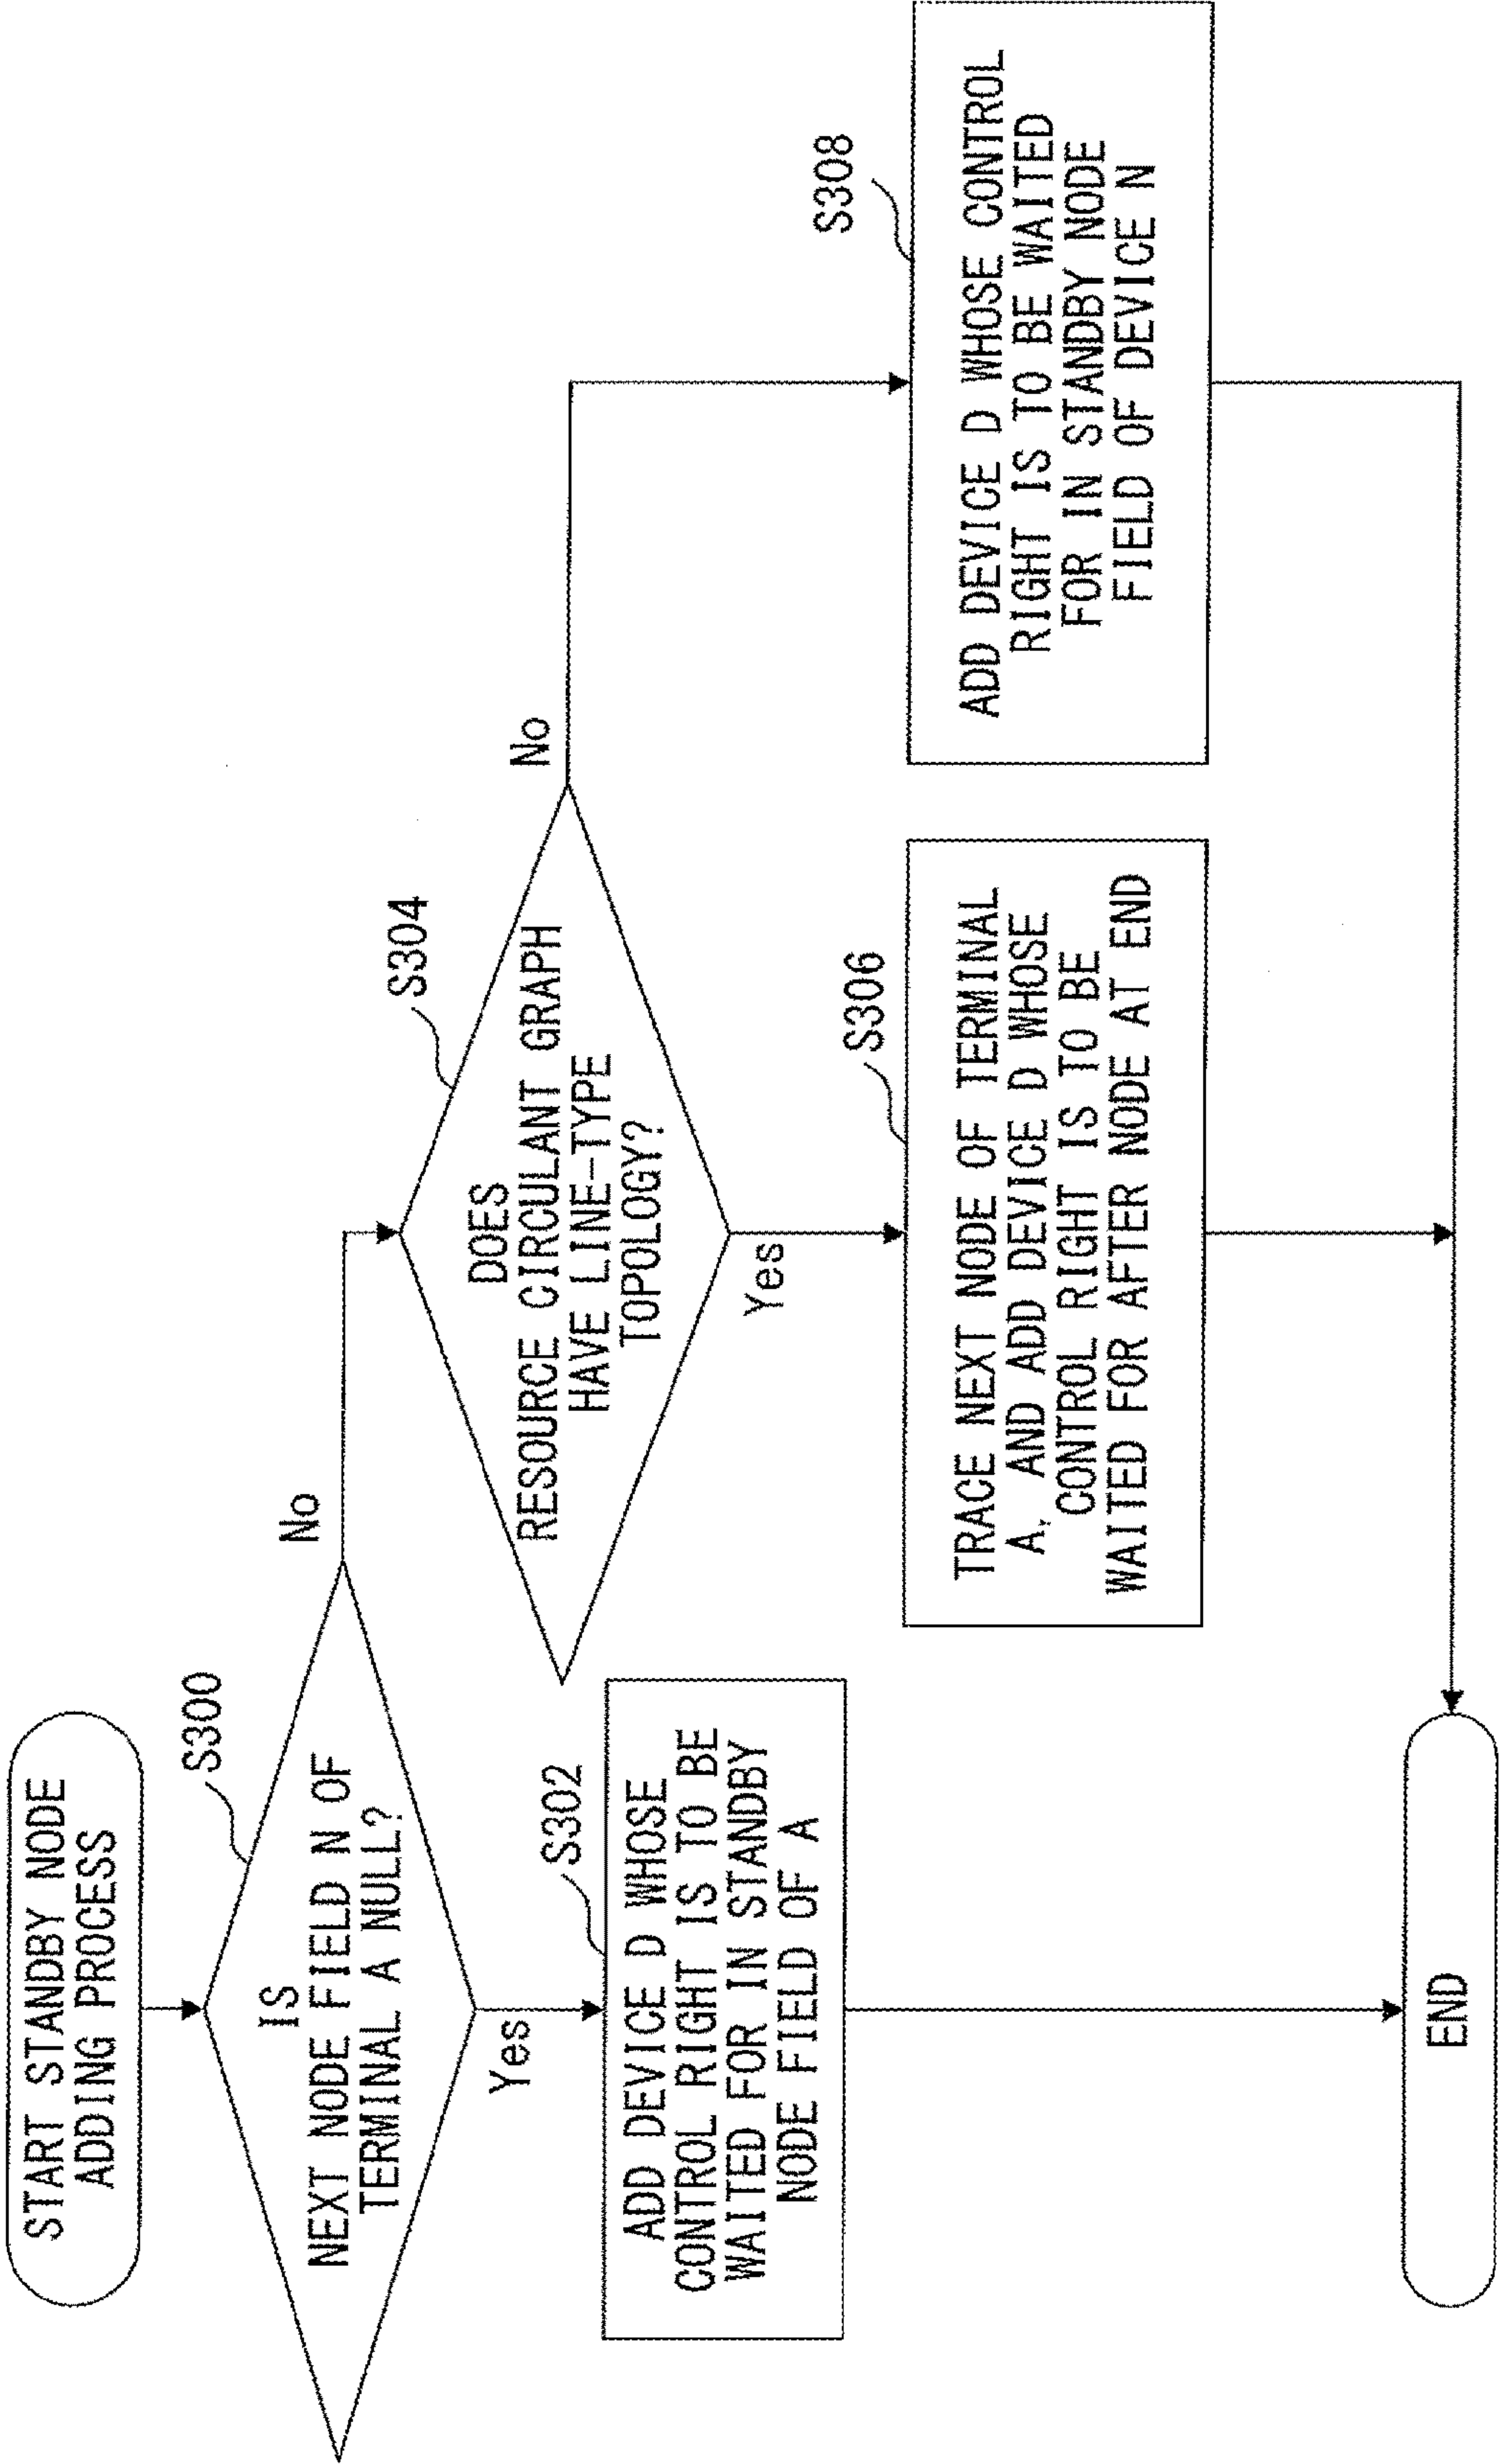 START STANDBY NODE
ADDING PROCESS
S300
IS
NEXT NODE FIELD N OF
TERMINAL A NULL?
No
Yes
S302
ADD DEVICE D WHOSE
CONTROL RIGHT IS TO BE
WAITED FOR IN STANDBY
NODE FIELD OF A
S304
DOES
RESOURCE CIRCULANT GRAPH
HAVE LINE-TYPE
TOPOLOGY?
No
Yes
S306
TRACE NEXT NODE OF TERMINAL
A, AND ADD DEVICE D WHOSE
CONTROL RIGHT IS TO BE
WAITED FOR AFTER NODE AT END
S308
ADD DEVICE D WHOSE CONTROL
RIGHT IS TO BE WAITED
FOR IN STANDBY NODE
FIELD OF DEVICE N
END